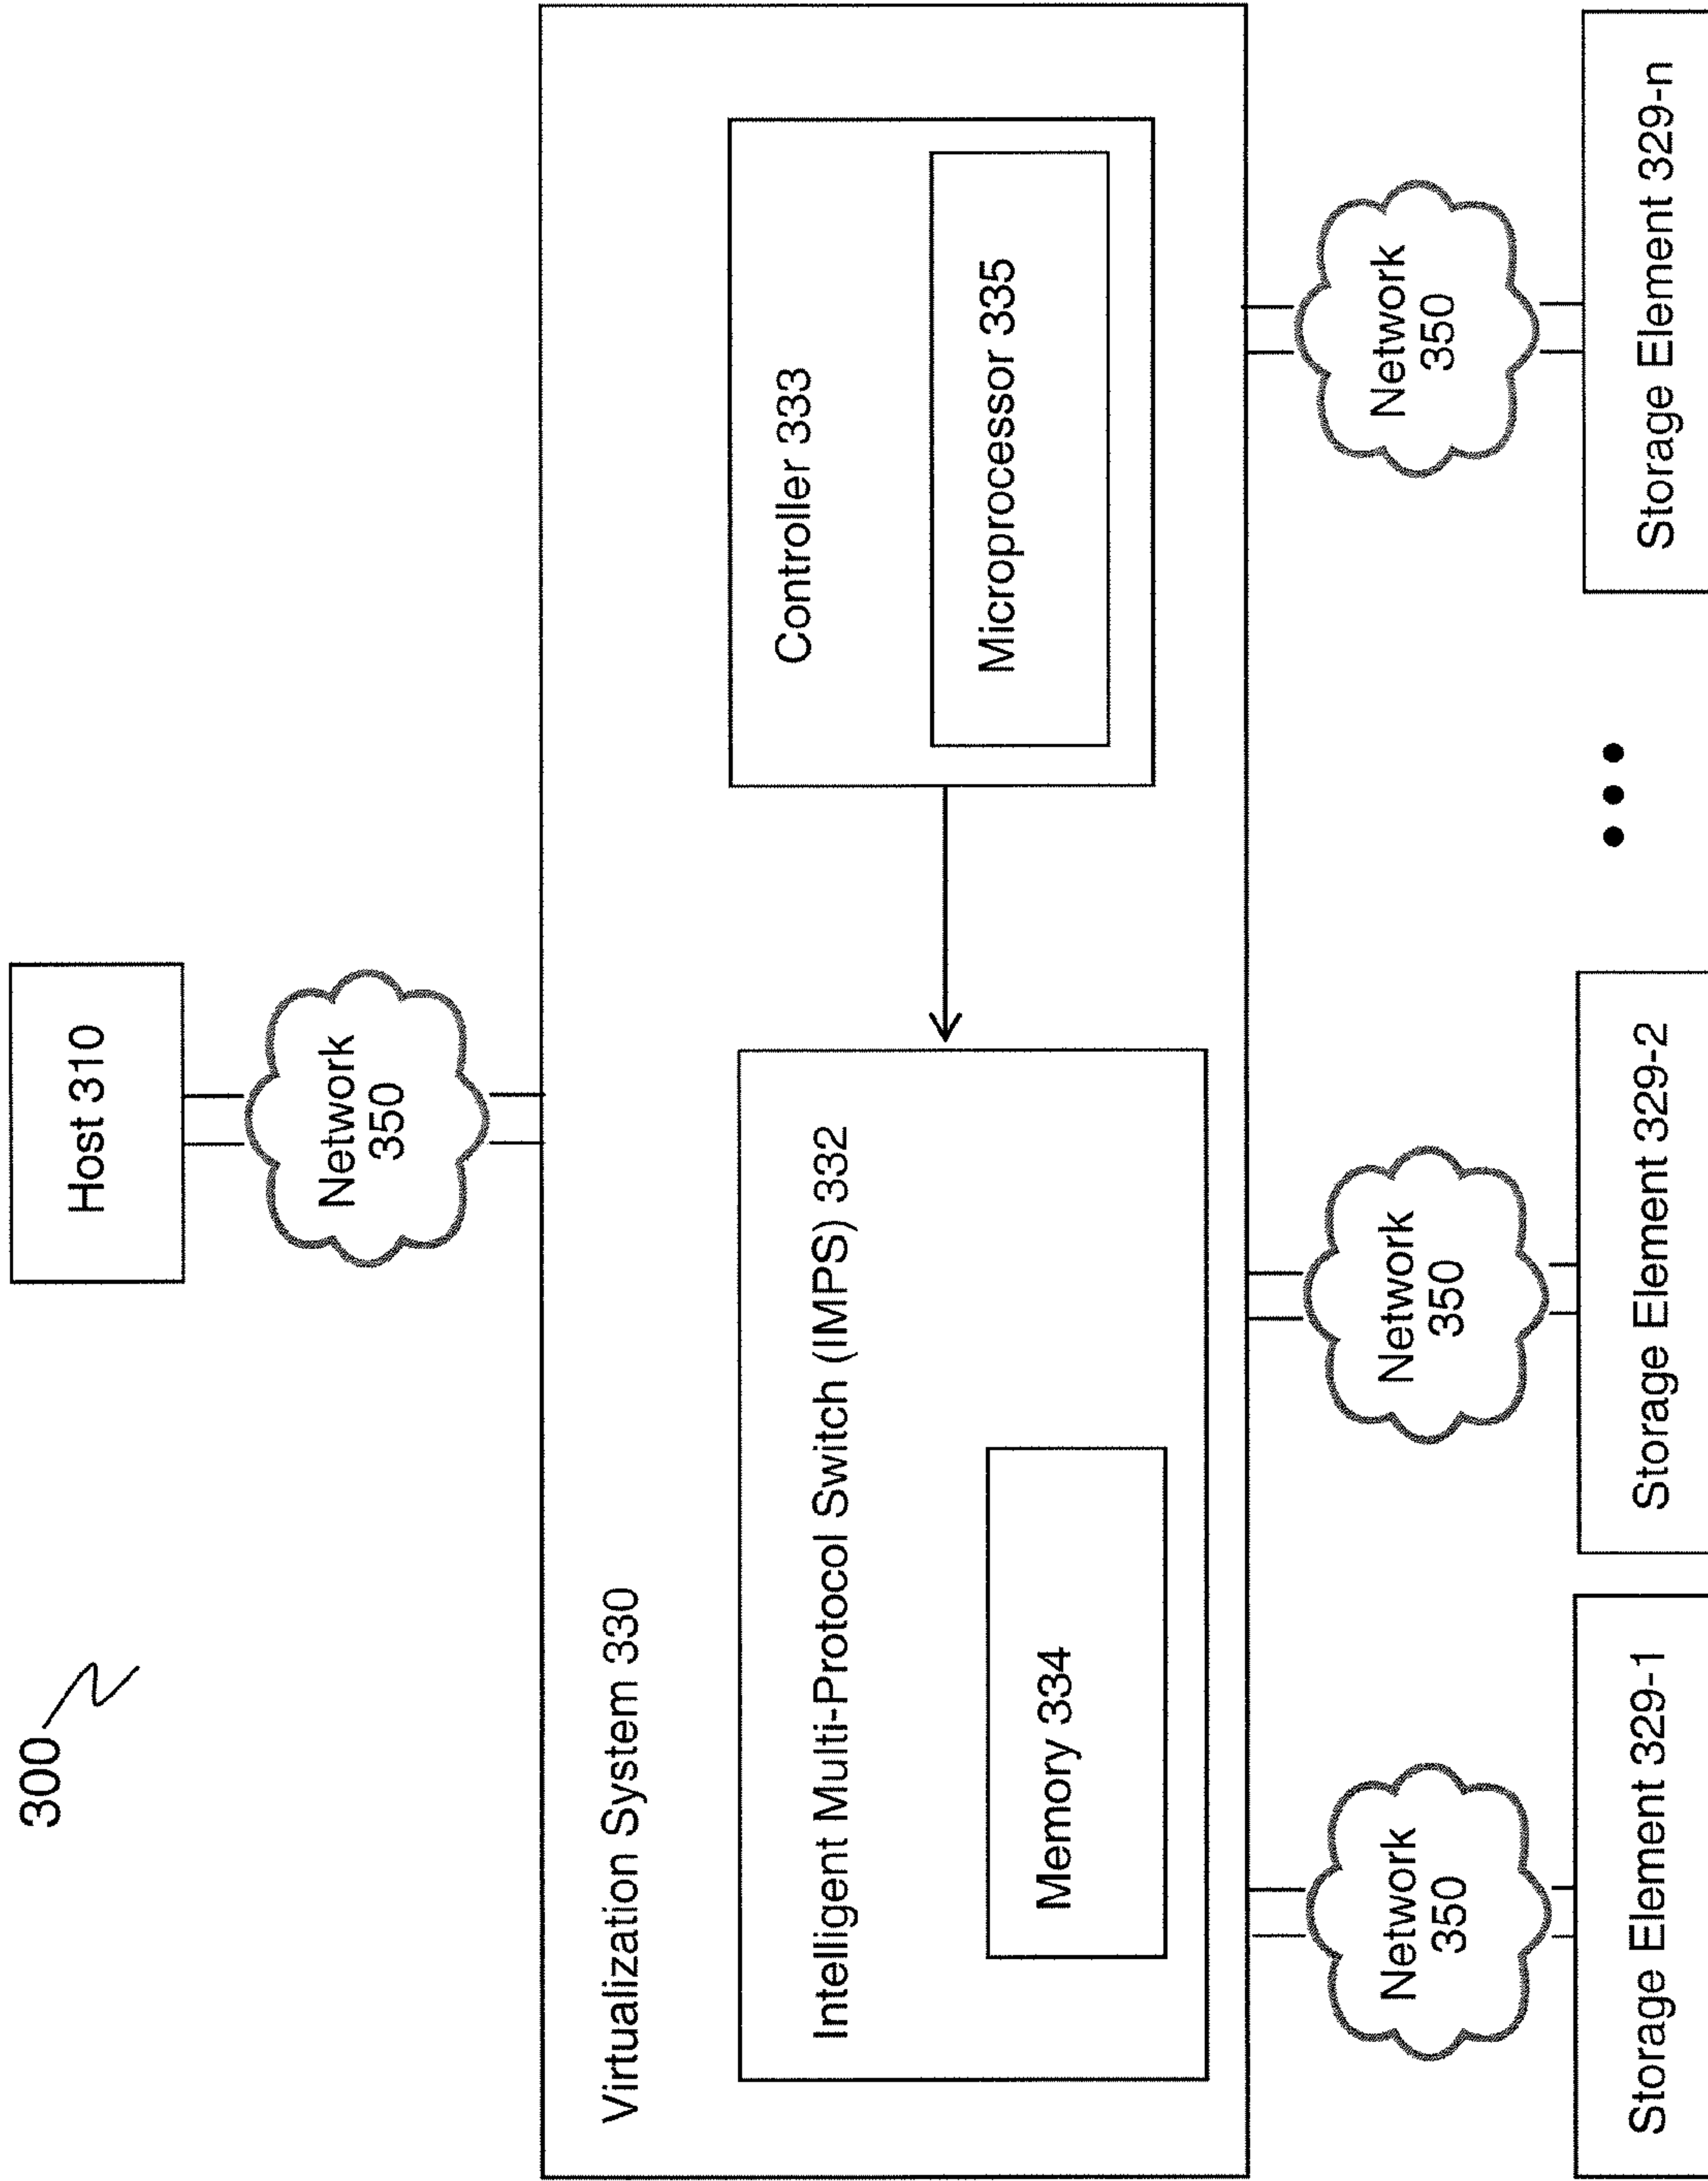 300
Host 310
Network
350
Virtualization System 330
Intelligent Multi-Protocol Switch (IMPS) 332
Memory 334
Controller 333
Microprocessor 335
Network
350
Network
350
Network
350
Storage Element 329-1
Storage Element 329-2
Storage Element 329-n